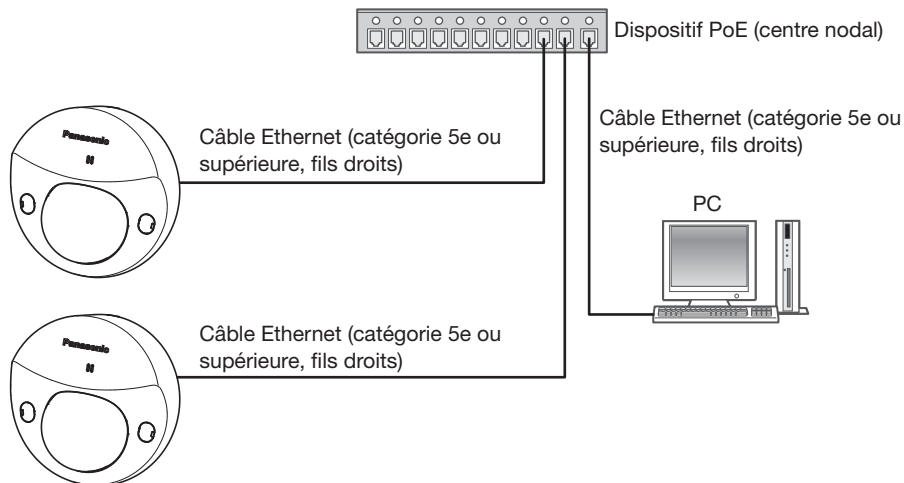 Dispositif PoE (centre nodal)
Câble Ethernet (catégorie 5e ou
supérieure, fils droits)
Câble Ethernet (catégorie 5e ou
supérieure, fils droits)
Panasonic
PC
Câble Ethernet (catégorie 5e ou
supérieure, fils droits)
Panasonic